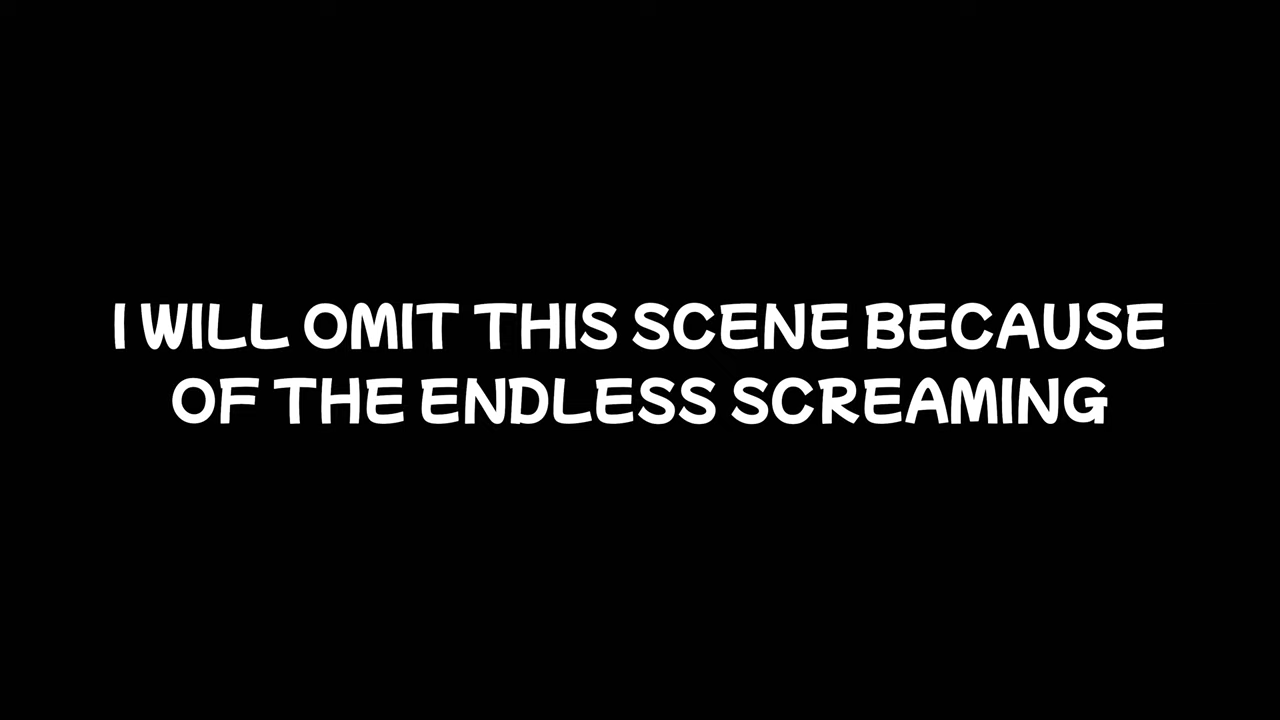 I WILL OMIT THIS SCENE BECAUSE
OF THE ENDLESS SCREAMING